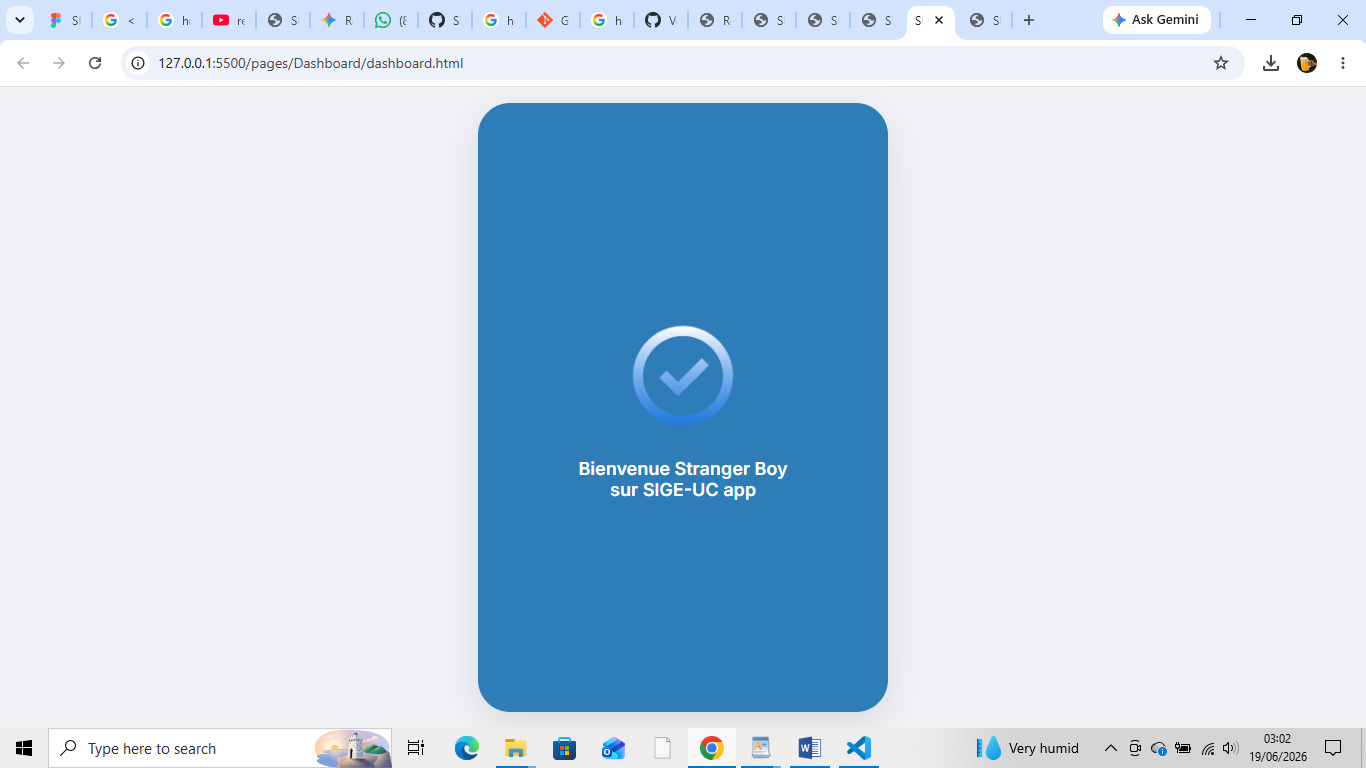 Ask Gemini
127.0.0.1:5500/pages/Dashboard/dashboard.html
Bienvenue Stranger Boy
sur SIGE-UC app
Type here to search
Very humid
03:02
19/06/2026